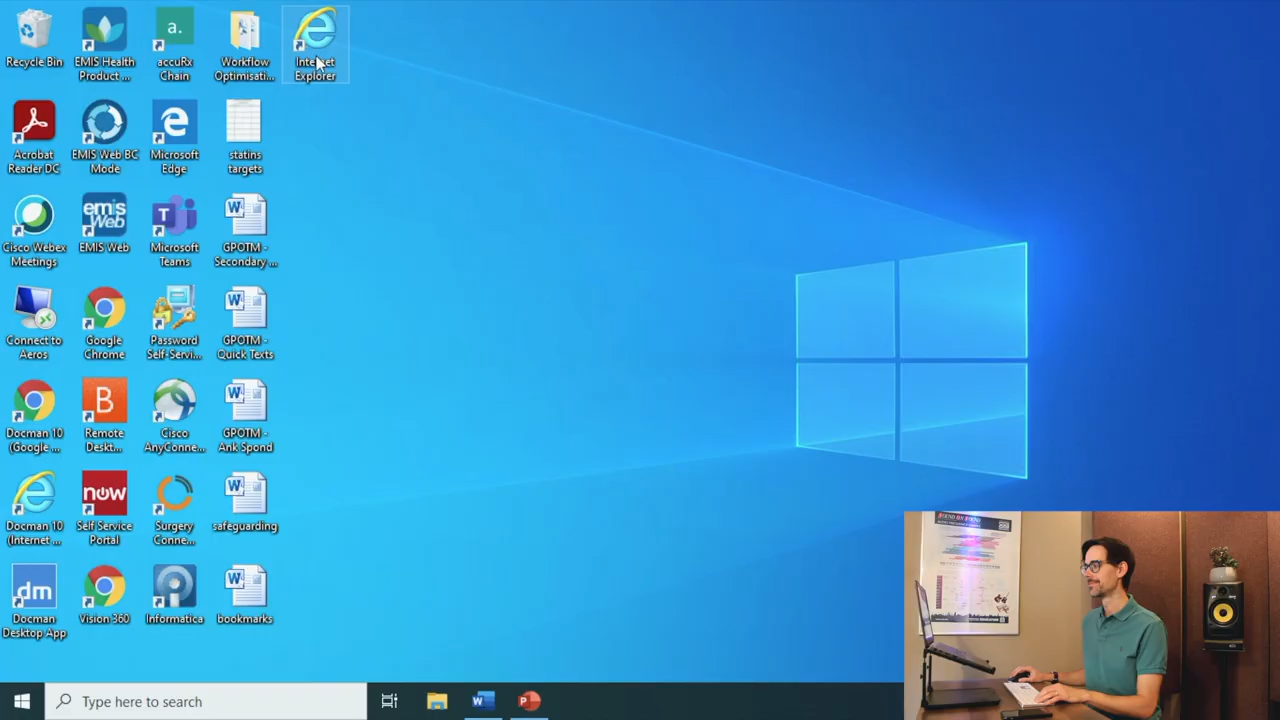 Recycle Bin
EMIS Health
Product ...
a.
accuRx
Chain
Workflow
Optimisati...
Internet
Explorer
Acrobat
Reader DC
EMIS Web BC
Mode
Microsoft
Edge
statins
targets
Cisco Webex
Meetings
emis
Web
EMIS Web
T
Microsoft
Teams
W
GPOTM -
Secondary ...
Connect to
Aeros
Google
Chrome
Password
Self-Servi...
W
GPOTM -
Quick Texts
Docman 10
(Google ...
B
Remote
Deskt...
Cisco
AnyConne...
W
GPOTM -
Ank Spond
Docman 10
(Internet ...
now
Self Service
Portal
Surgery
Conne...
W
safeguarding
dm
Docman
Desktop App
Vision 360
Informatica
W
bookmarks
Type here to search
W
P